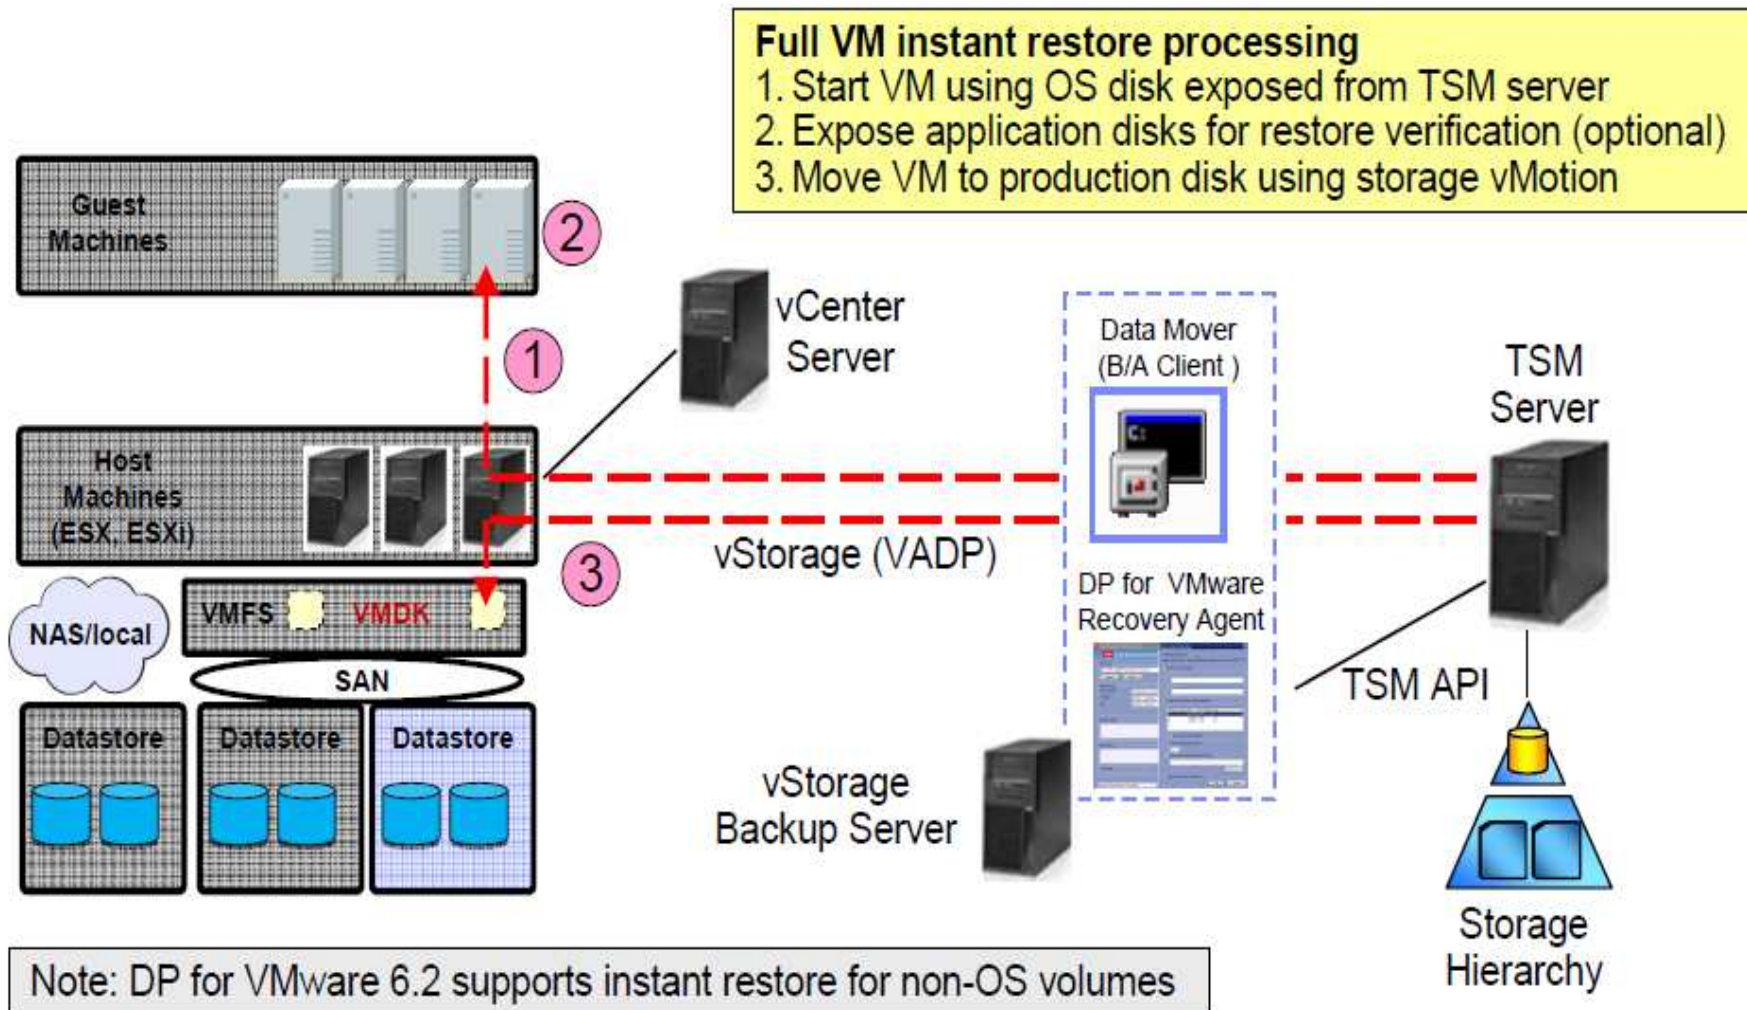 Full VM instant restore processing
1. Start VM using OS disk exposed from TSM server
2. Expose application disks for restore verification (optional)
3. Move VM to production disk using storage vMotion
Guest
Machines
2
1
vCenter
Server
Data Mover
(B/A Client )
C:
TSM
Server
Host
Machines
(ESX, ESXi)
vStorage (VADP)
3
DP for VMware
Recovery Agent
NAS/local
VMFS
VMDK
SAN
TSM API
Datastore
Datastore
Datastore
vStorage
Backup Server
Storage
Hierarchy
Note: DP for VMware 6.2 supports instant restore for non-OS volumes